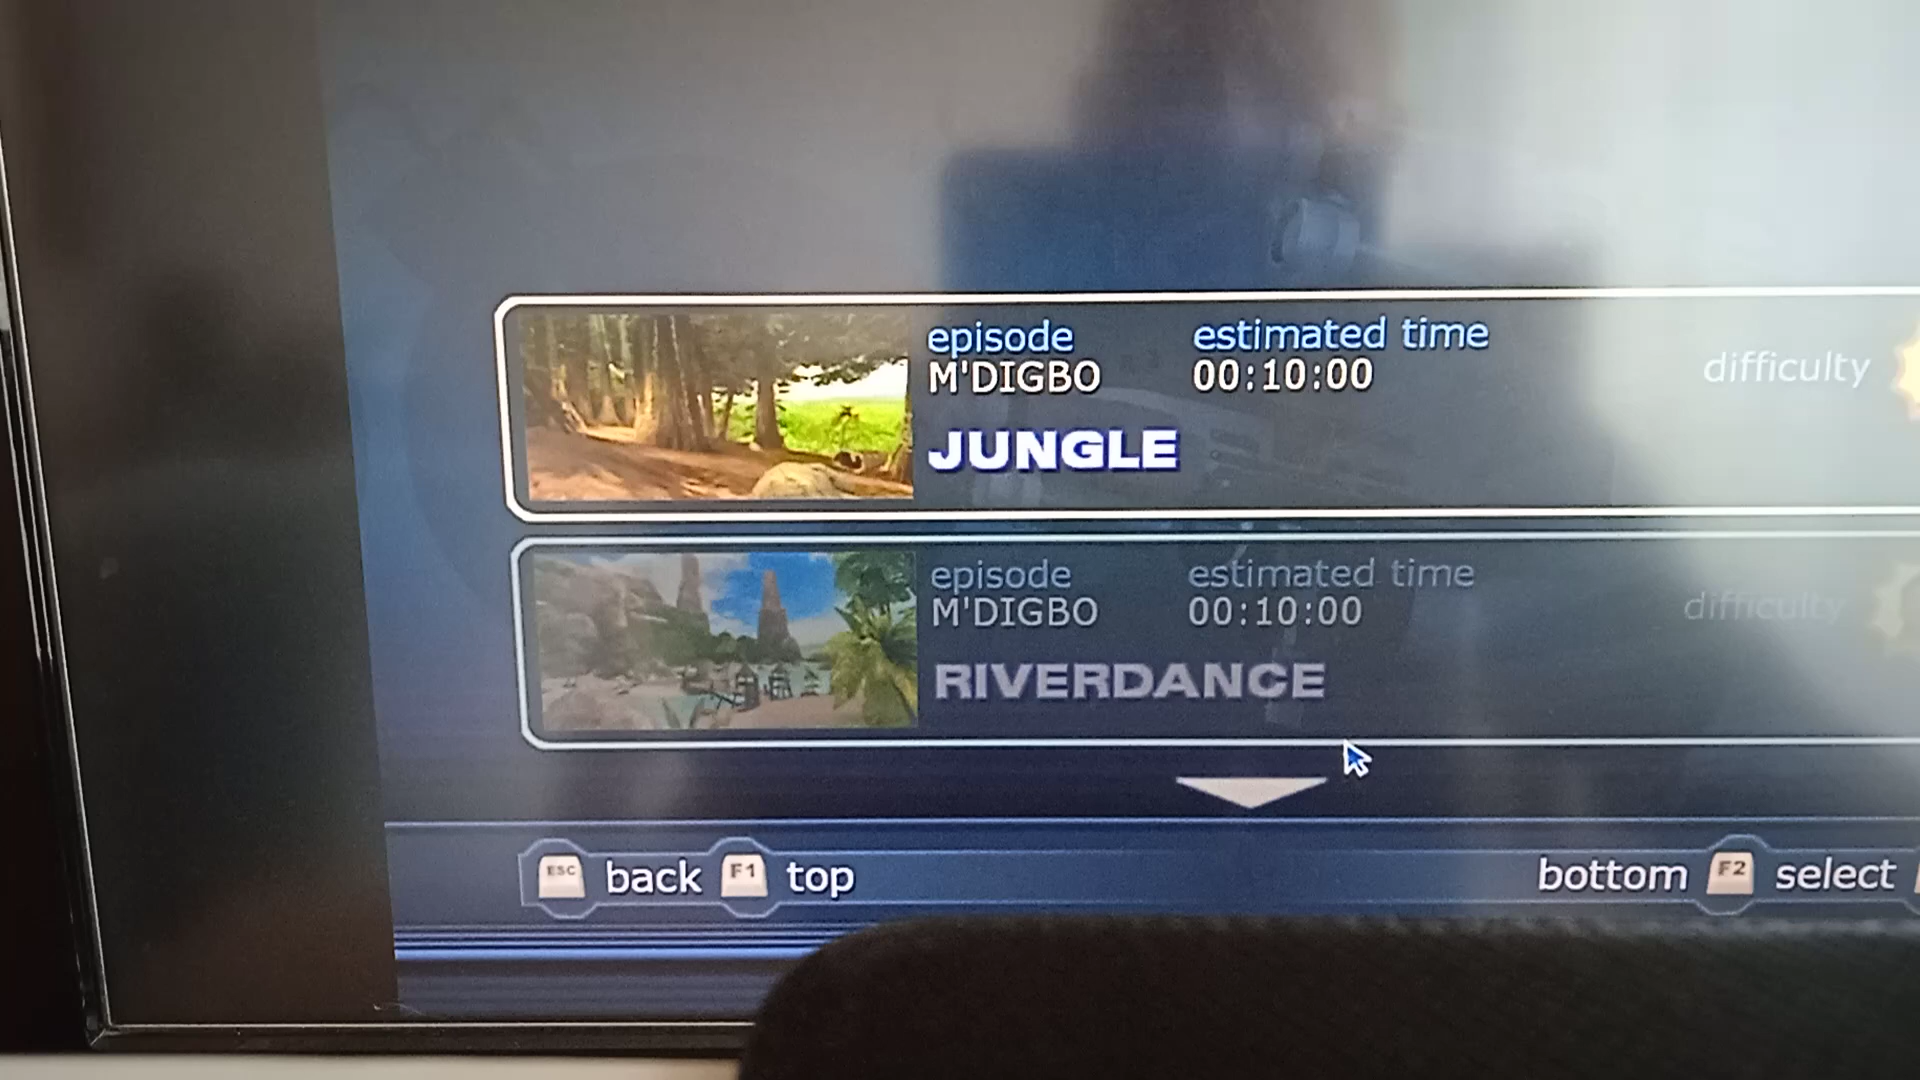 episode estimated time
M'DIGBO 00:10:00 difficulty
JUNGLE
episode estimated time
M'DIGBO 00:10:00 difficulty
RIVERDANCE
ESC back F1 top bottom F2 select